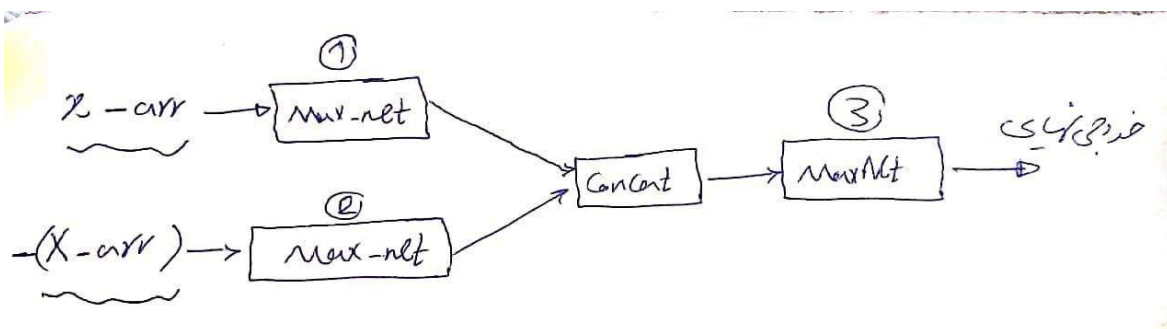 ①
x - arr
Max-net
-(X-arr)
②
Max-net
Concat
③
MaxNet
خروجی نهایی